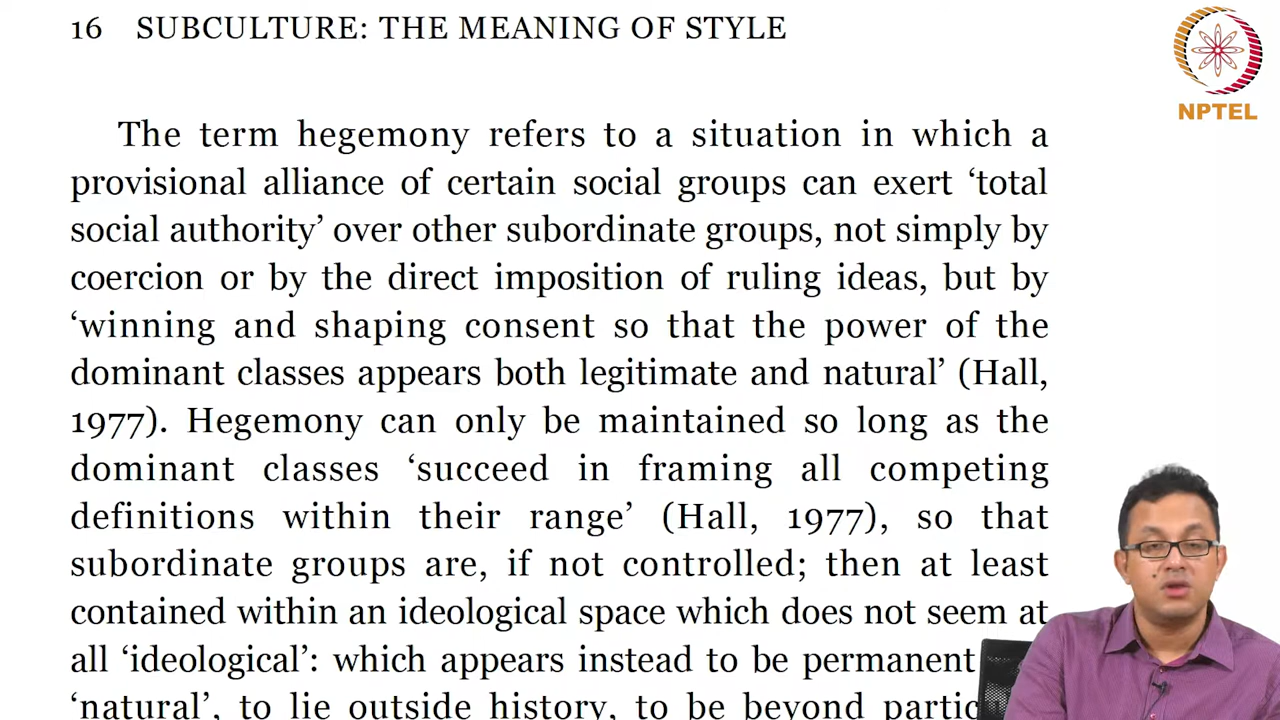 16 SUBCULTURE: THE MEANING OF STYLE
NPTEL
The term hegemony refers to a situation in which a
provisional alliance of certain social groups can exert ‘total
social authority’ over other subordinate groups, not simply by
coercion or by the direct imposition of ruling ideas, but by
‘winning and shaping consent so that the power of the
dominant classes appears both legitimate and natural’ (Hall,
1977). Hegemony can only be maintained so long as the
dominant classes ‘succeed in framing all competing
definitions within their range’ (Hall, 1977), so that
subordinate groups are, if not controlled; then at least
contained within an ideological space which does not seem at
all ‘ideological’: which appears instead to be permanent
‘natural’, to lie outside history, to be beyond